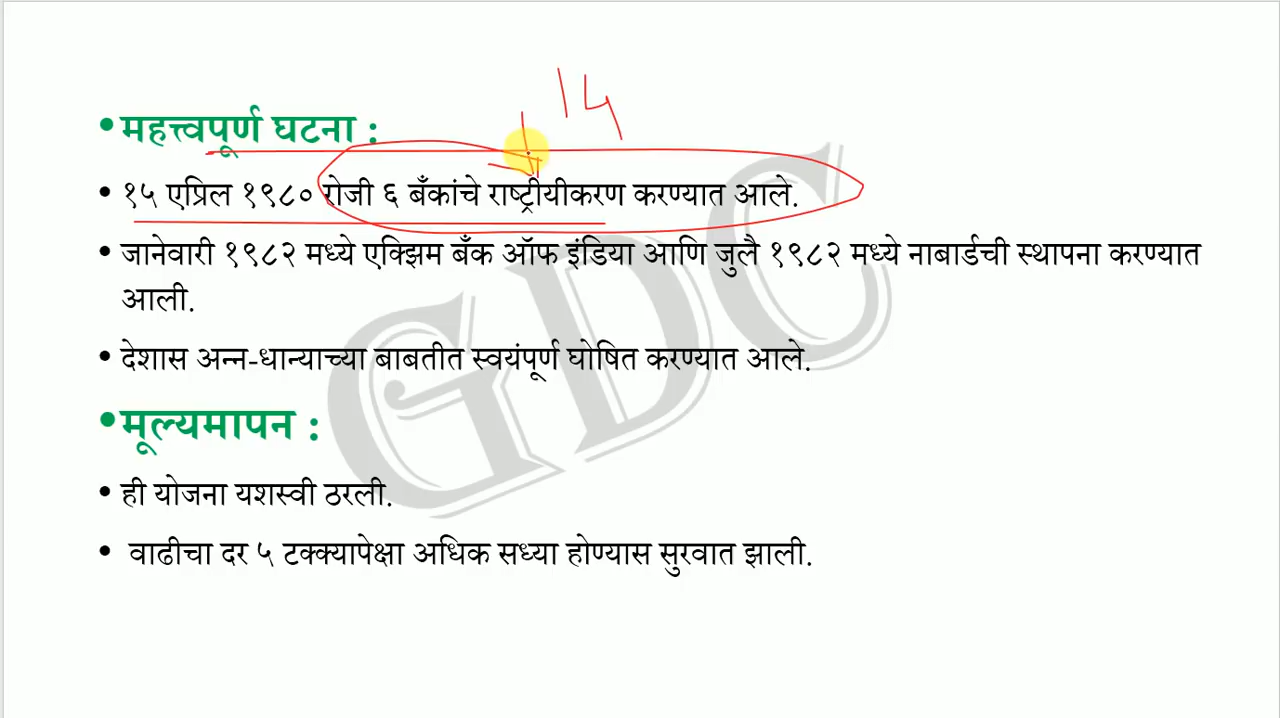 14
• महत्त्वपूर्ण घटना :
• १५ एप्रिल १९८० रोजी ६ बँकांचे राष्ट्रीयीकरण करण्यात आले.
• जानेवारी १९८२ मध्ये एक्झिम बँक ऑफ इंडिया आणि जुलै १९८२ मध्ये नाबार्डची स्थापना करण्यात
आली.
• देशास अन्न-धान्याच्या बाबतीत स्वयंपूर्ण घोषित करण्यात आले.
• मूल्यमापन :
• ही योजना यशस्वी ठरली.
• वाढीचा दर ५ टक्क्यापेक्षा अधिक सध्या होण्यास सुरवात झाली.
GDC